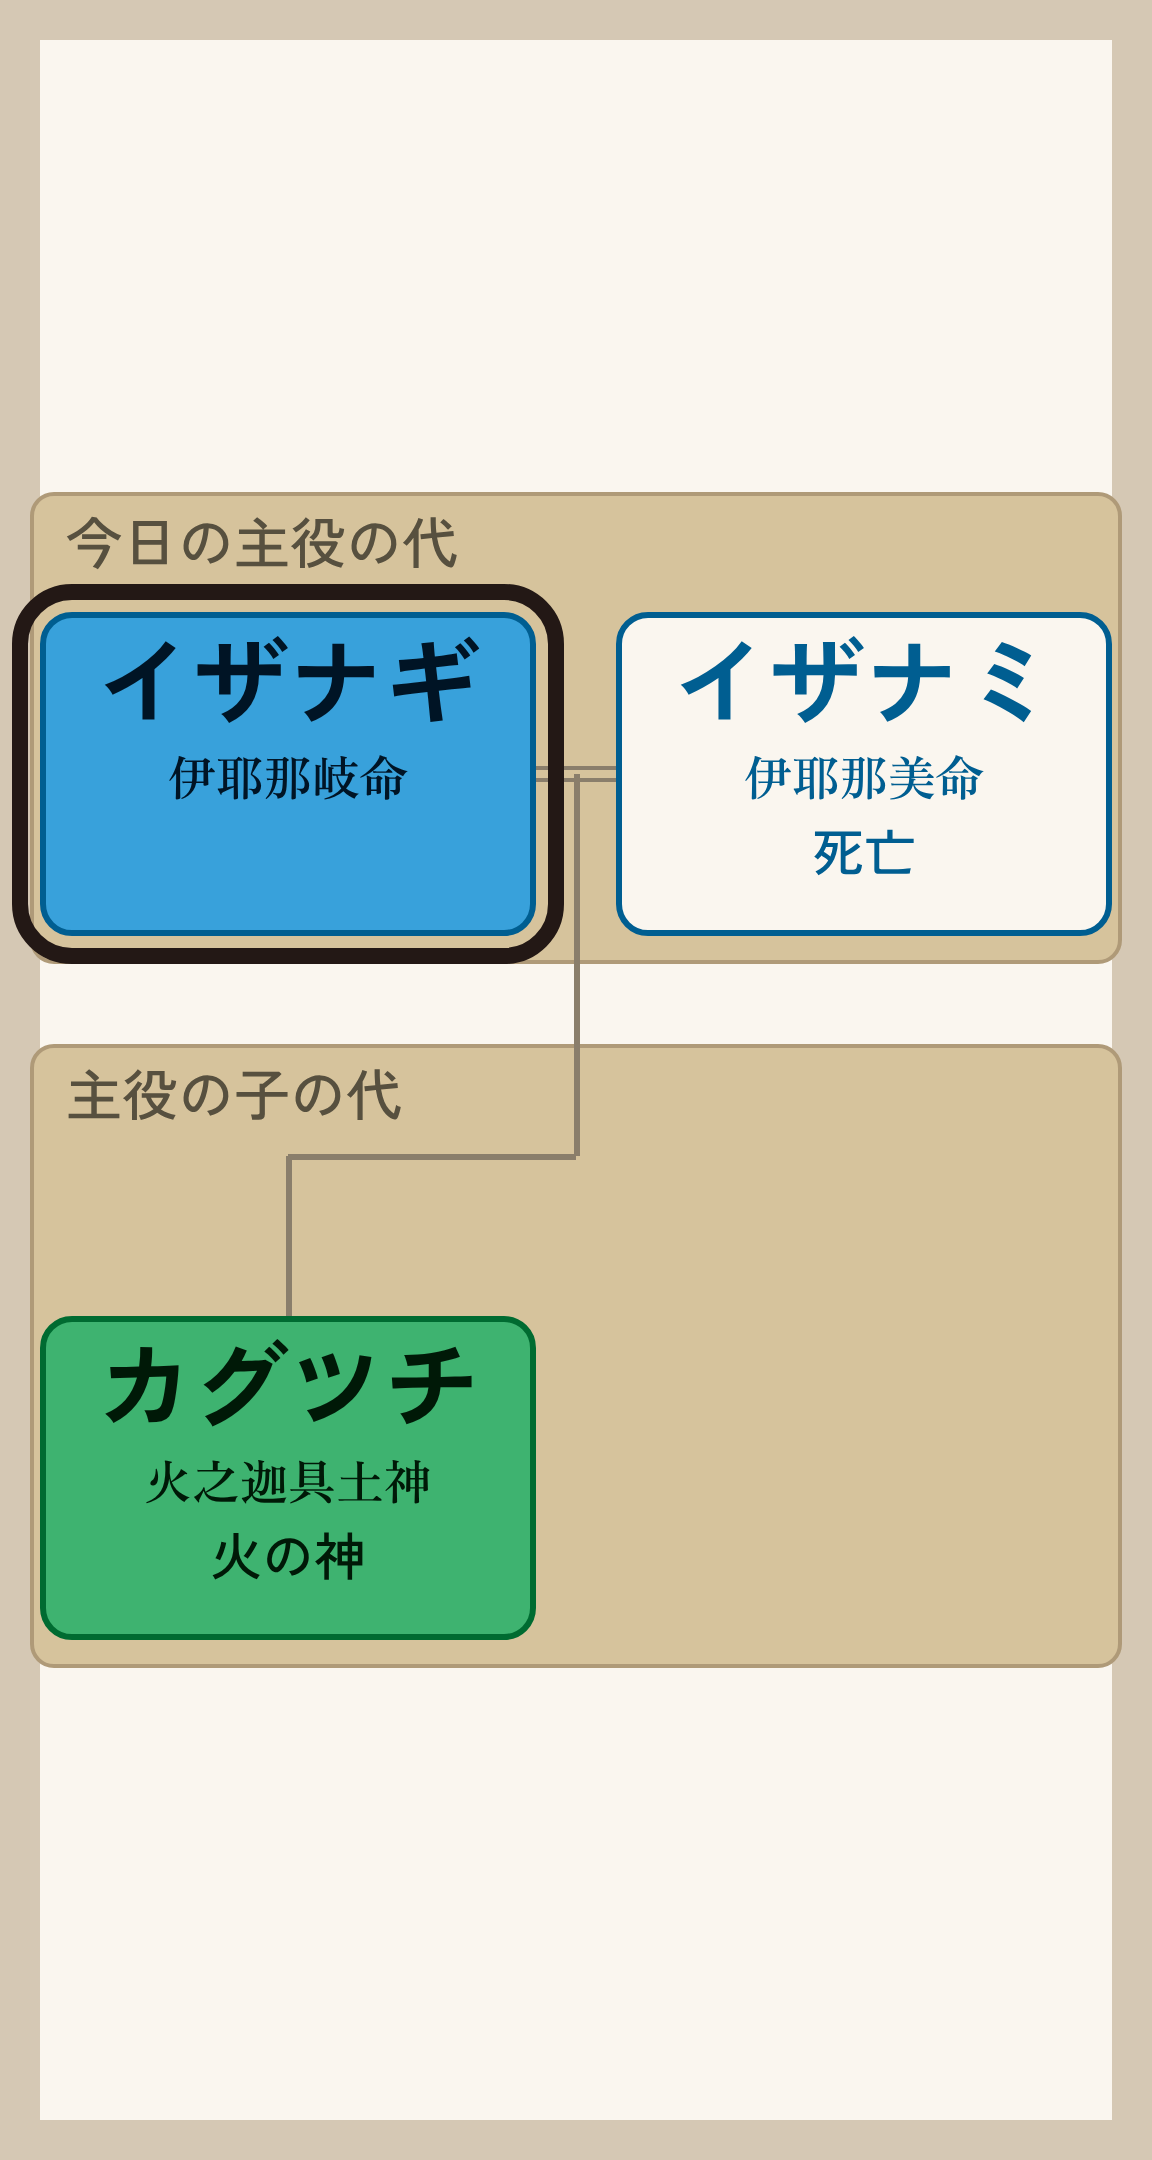 今日の主役の代
イザナギ
伊耶那岐命
イザナミ
伊耶那美命
死亡
主役の子の代
カグツチ
火之迦具土神
火の神